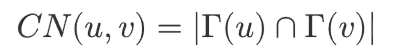 CN(u, v) = |Γ(u) ∩ Γ(v)|